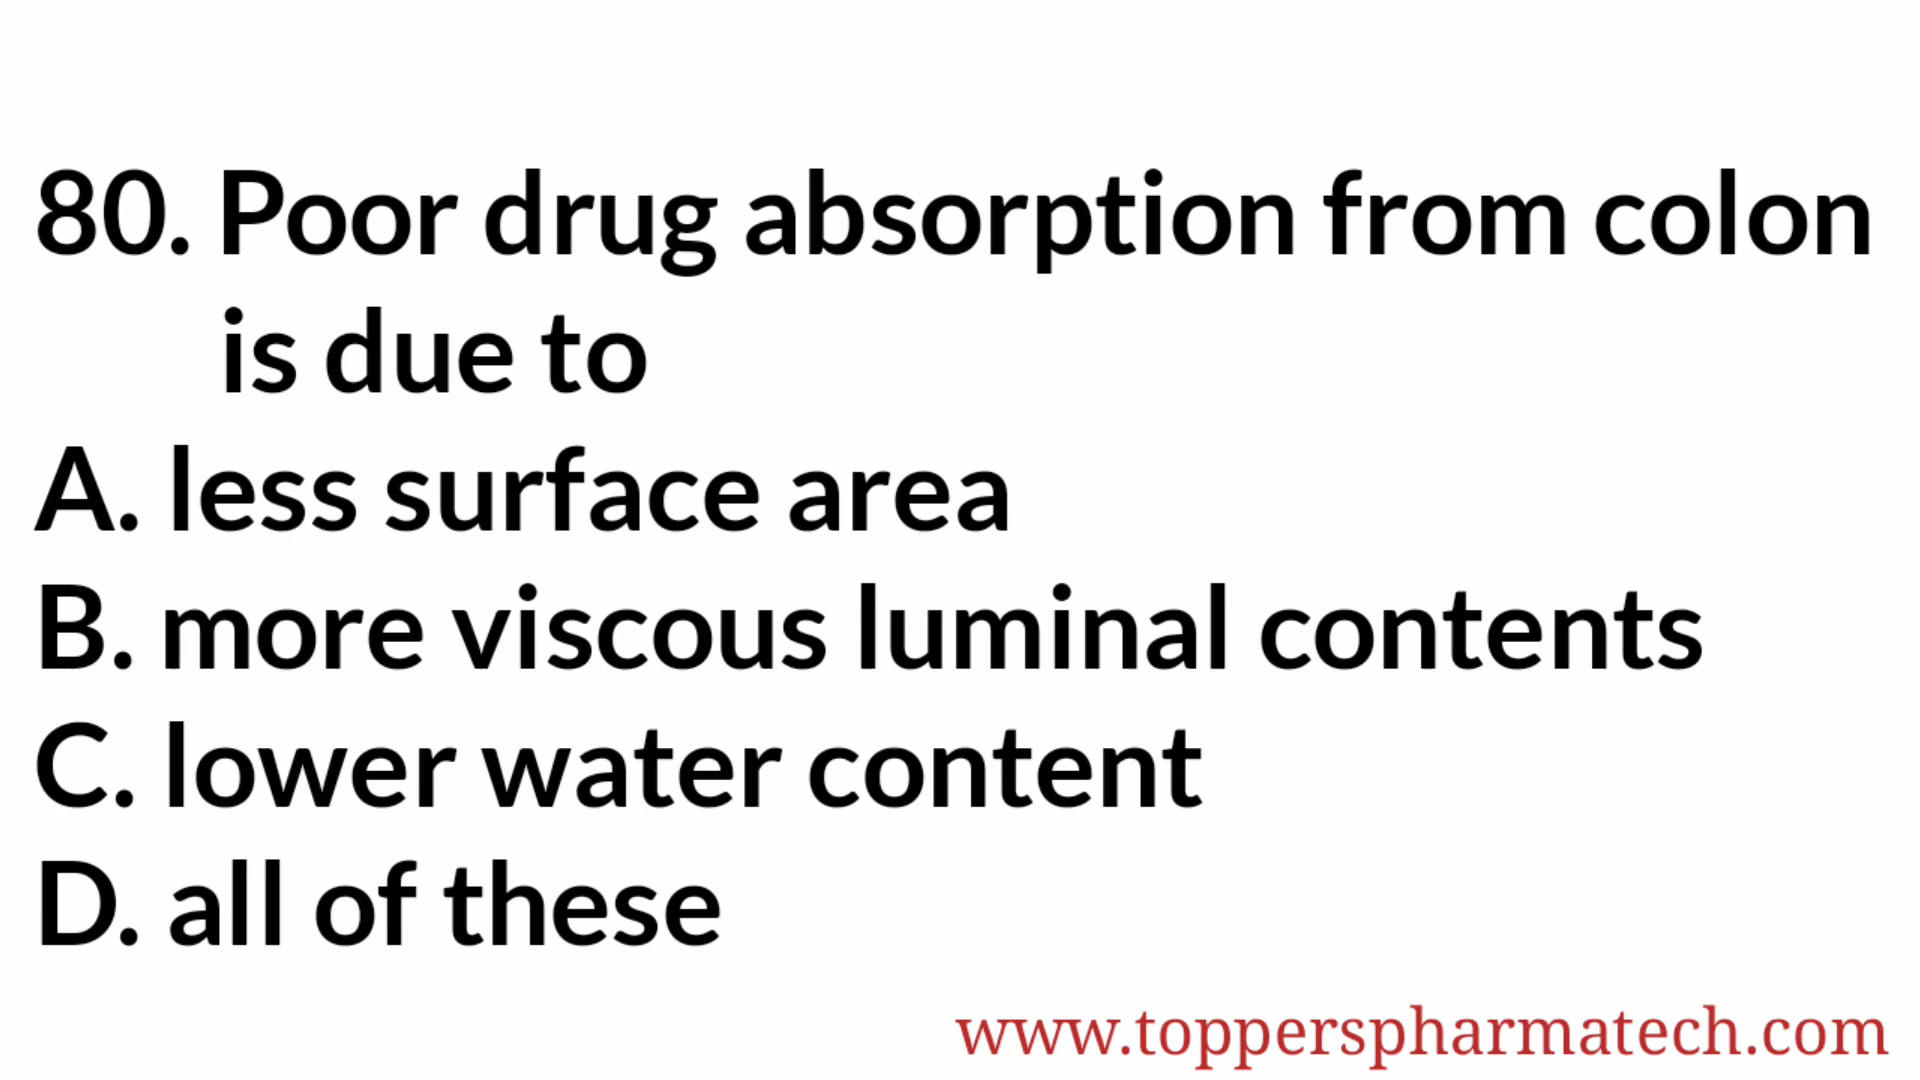 80. Poor drug absorption from colon
is due to
A. less surface area
B. more viscous luminal contents
C. lower water content
D. all of these
www.topperspharmatech.com